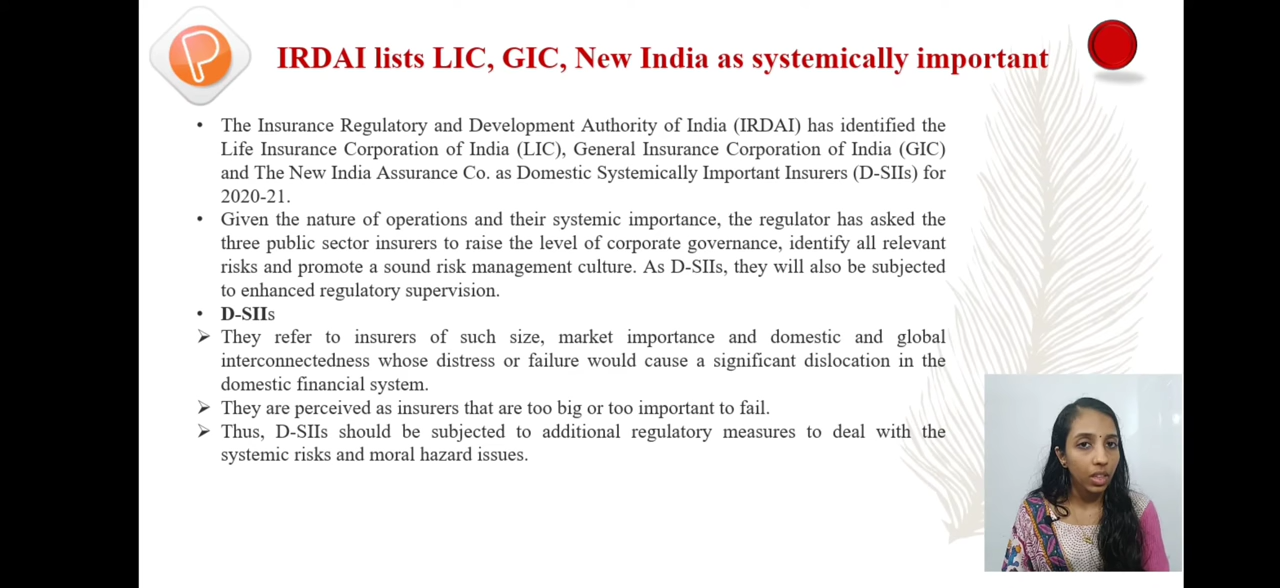 IRDAI lists LIC, GIC, New India as systemically important
• The Insurance Regulatory and Development Authority of India (IRDAI) has identified the
Life Insurance Corporation of India (LIC), General Insurance Corporation of India (GIC)
and The New India Assurance Co. as Domestic Systemically Important Insurers (D-SIIs) for
2020-21.
• Given the nature of operations and their systemic importance, the regulator has asked the
three public sector insurers to raise the level of corporate governance, identify all relevant
risks and promote a sound risk management culture. As D-SIIs, they will also be subjected
to enhanced regulatory supervision.
• D-SIIs
➢ They refer to insurers of such size, market importance and domestic and global
interconnectedness whose distress or failure would cause a significant dislocation in the
domestic financial system.
➢ They are perceived as insurers that are too big or too important to fail.
➢ Thus, D-SIIs should be subjected to additional regulatory measures to deal with the
systemic risks and moral hazard issues.